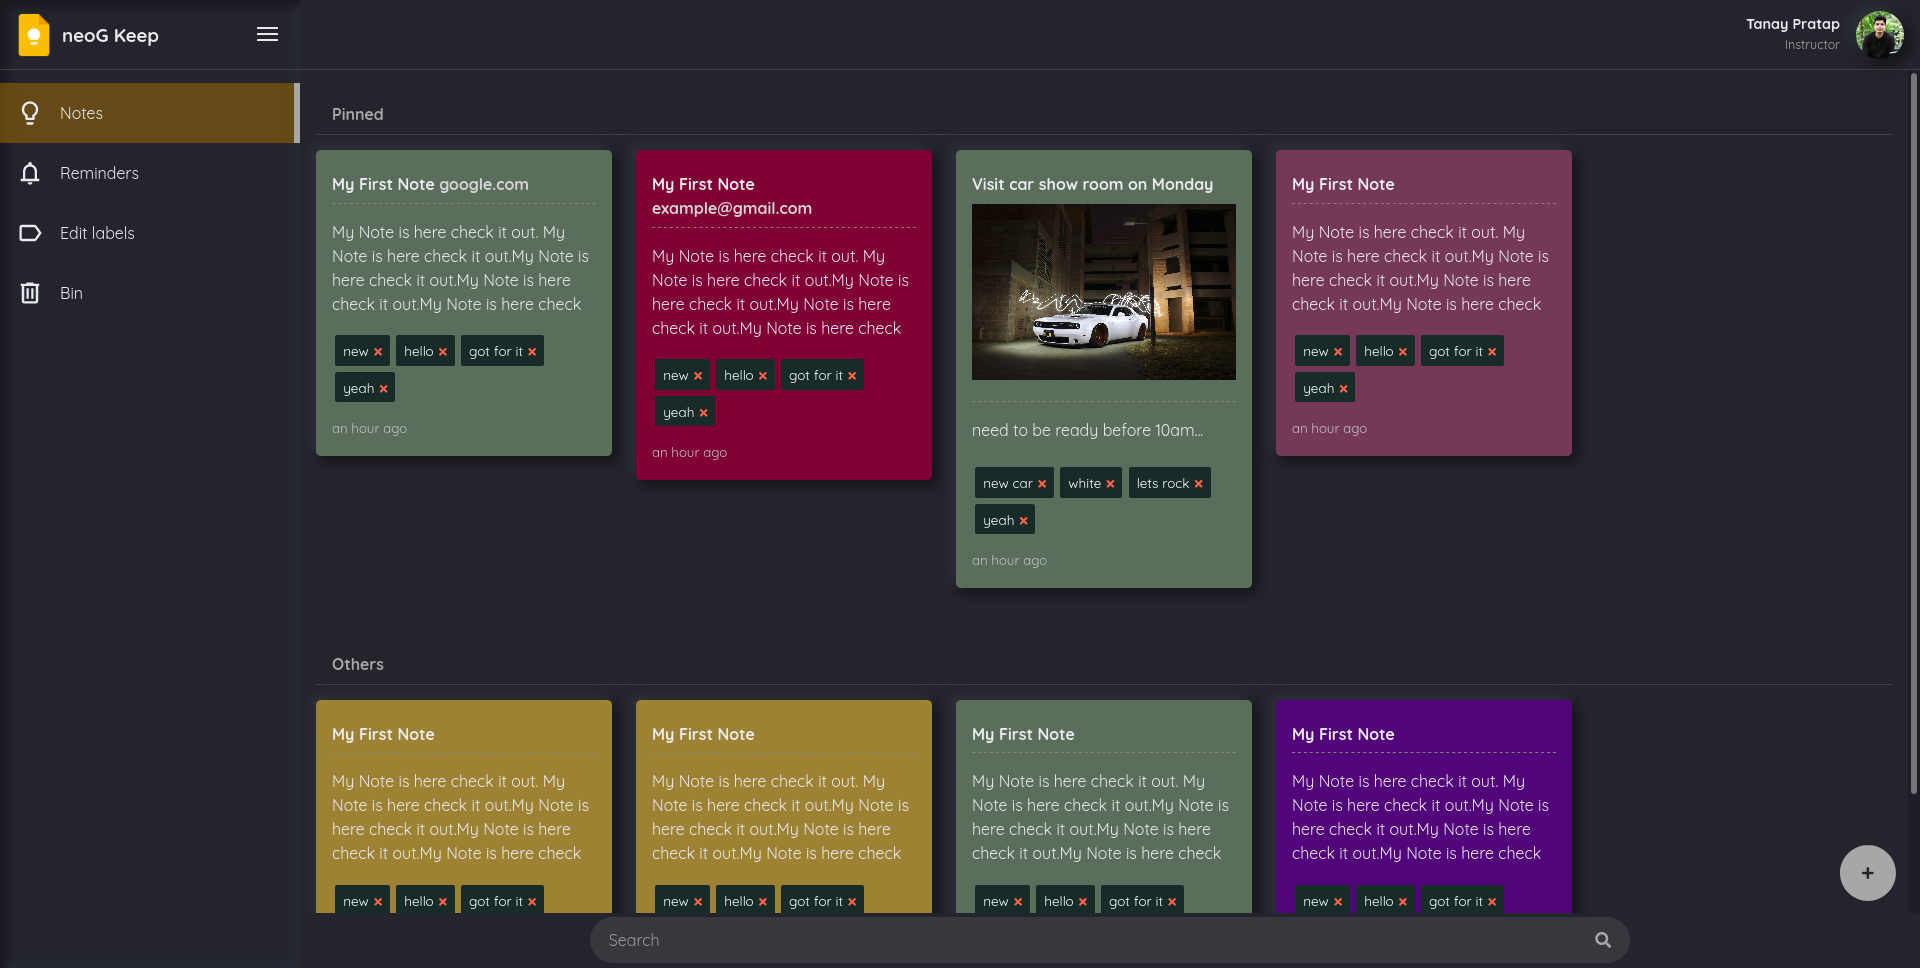 neoG Keep
Tanay Pratap
Instructor
Notes
Reminders
Edit labels
Bin
Pinned
My First Note google.com
My Note is here check it out. My
Note is here check it out.My Note is
here check it out.My Note is here
check it out.My Note is here check
new
hello
got for it
yeah
an hour ago
My First Note
example@gmail.com
My Note is here check it out. My
Note is here check it out.My Note is
here check it out.My Note is here
check it out.My Note is here check
new
hello
got for it
yeah
an hour ago
Visit car show room on Monday
need to be ready before 10am...
new car
white
lets rock
yeah
an hour ago
My First Note
My Note is here check it out. My
Note is here check it out.My Note is
here check it out.My Note is here
check it out.My Note is here check
new
hello
got for it
yeah
an hour ago
Others
My First Note
My Note is here check it out. My
Note is here check it out.My Note is
here check it out.My Note is here
check it out.My Note is here check
new
hello
got for it
My First Note
My Note is here check it out. My
Note is here check it out.My Note is
here check it out.My Note is here
check it out.My Note is here check
new
hello
got for it
My First Note
My Note is here check it out. My
Note is here check it out.My Note is
here check it out.My Note is here
check it out.My Note is here check
new
hello
got for it
My First Note
My Note is here check it out. My
Note is here check it out.My Note is
here check it out.My Note is here
check it out.My Note is here check
new
hello
got for it
Search